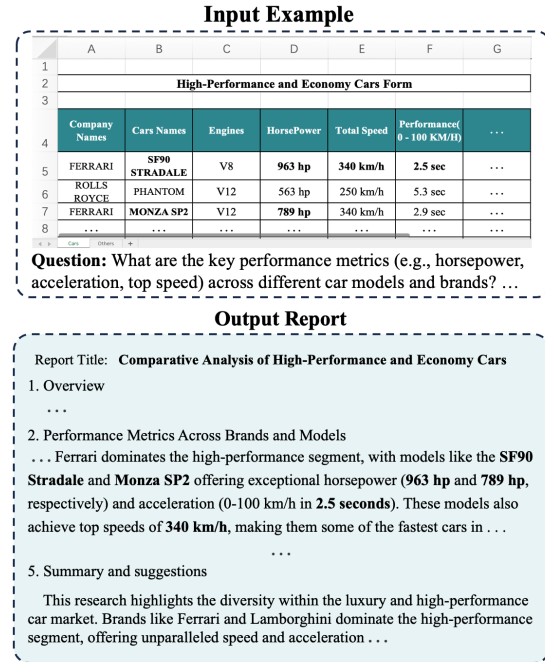 Input Example
A B C D E F G
1
2 High-Performance and Economy Cars Form
3
4 Company Names Cars Names Engines HorsePower Total Speed Performance( 0 - 100 KM/H) ...
5 FERRARI SF90 STRADALE V8 963 hp 340 km/h 2.5 sec ...
6 ROLLS ROYCE PHANTOM V12 563 hp 250 km/h 5.3 sec ...
7 FERRARI MONZA SP2 V12 789 hp 340 km/h 2.9 sec ...
8 ... ... ... ... ... ... ...
Cars Others +
Question: What are the key performance metrics (e.g., horsepower,
acceleration, top speed) across different car models and brands? ...
Output Report
Report Title: Comparative Analysis of High-Performance and Economy Cars
1. Overview
...
2. Performance Metrics Across Brands and Models
... Ferrari dominates the high-performance segment, with models like the SF90
Stradale and Monza SP2 offering exceptional horsepower (963 hp and 789 hp,
respectively) and acceleration (0-100 km/h in 2.5 seconds). These models also
achieve top speeds of 340 km/h, making them some of the fastest cars in ...
...
5. Summary and suggestions
This research highlights the diversity within the luxury and high-performance
car market. Brands like Ferrari and Lamborghini dominate the high-performance
segment, offering unparalleled speed and acceleration ...